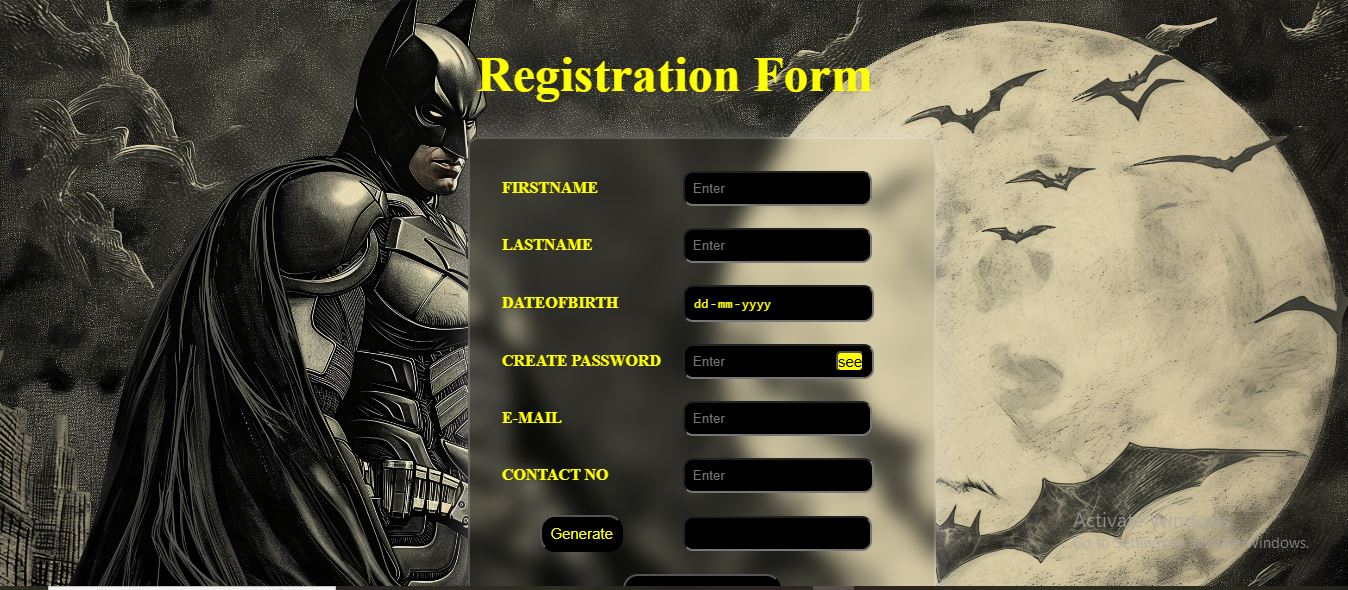 Registration Form
FIRSTNAME Enter
LASTNAME Enter
DATEOFBIRTH dd-mm-yyyy
CREATE PASSWORD Enter see
E-MAIL Enter
CONTACT NO Enter
Generate
Activate Windows
Go to Settings to activate Windows.